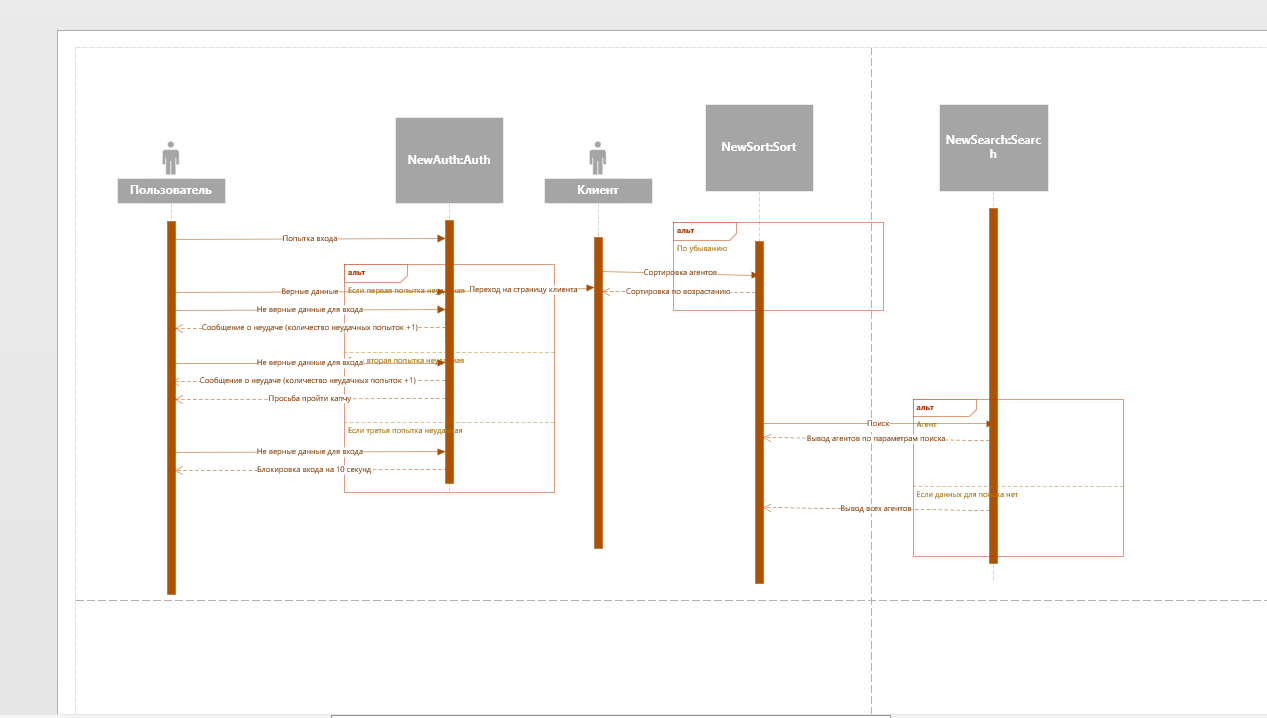 Пользователь
NewAuth:Auth
Клиент
NewSort:Sort
NewSearch:Searc
h
Попытка входа
альт
По убыванию
Сортировка агентов
Сортировка по возрастанию
альт
Верные данные
Если первая попытка неудачная
Переход на страницу клиента
Не верные данные для входа
Сообщение о неудаче (количество неудачных попыток +1)
Не верные данные для входа
вторая попытка неудачная
Сообщение о неудаче (количество неудачных попыток +1)
Просьба пройти капчу
Если третья попытка неудачная
Не верные данные для входа
Блокировка входа на 10 секунд
альт
Поиск
Агент
Вывод агентов по параметрам поиска
Если данных для поиска нет
Вывод всех агентов